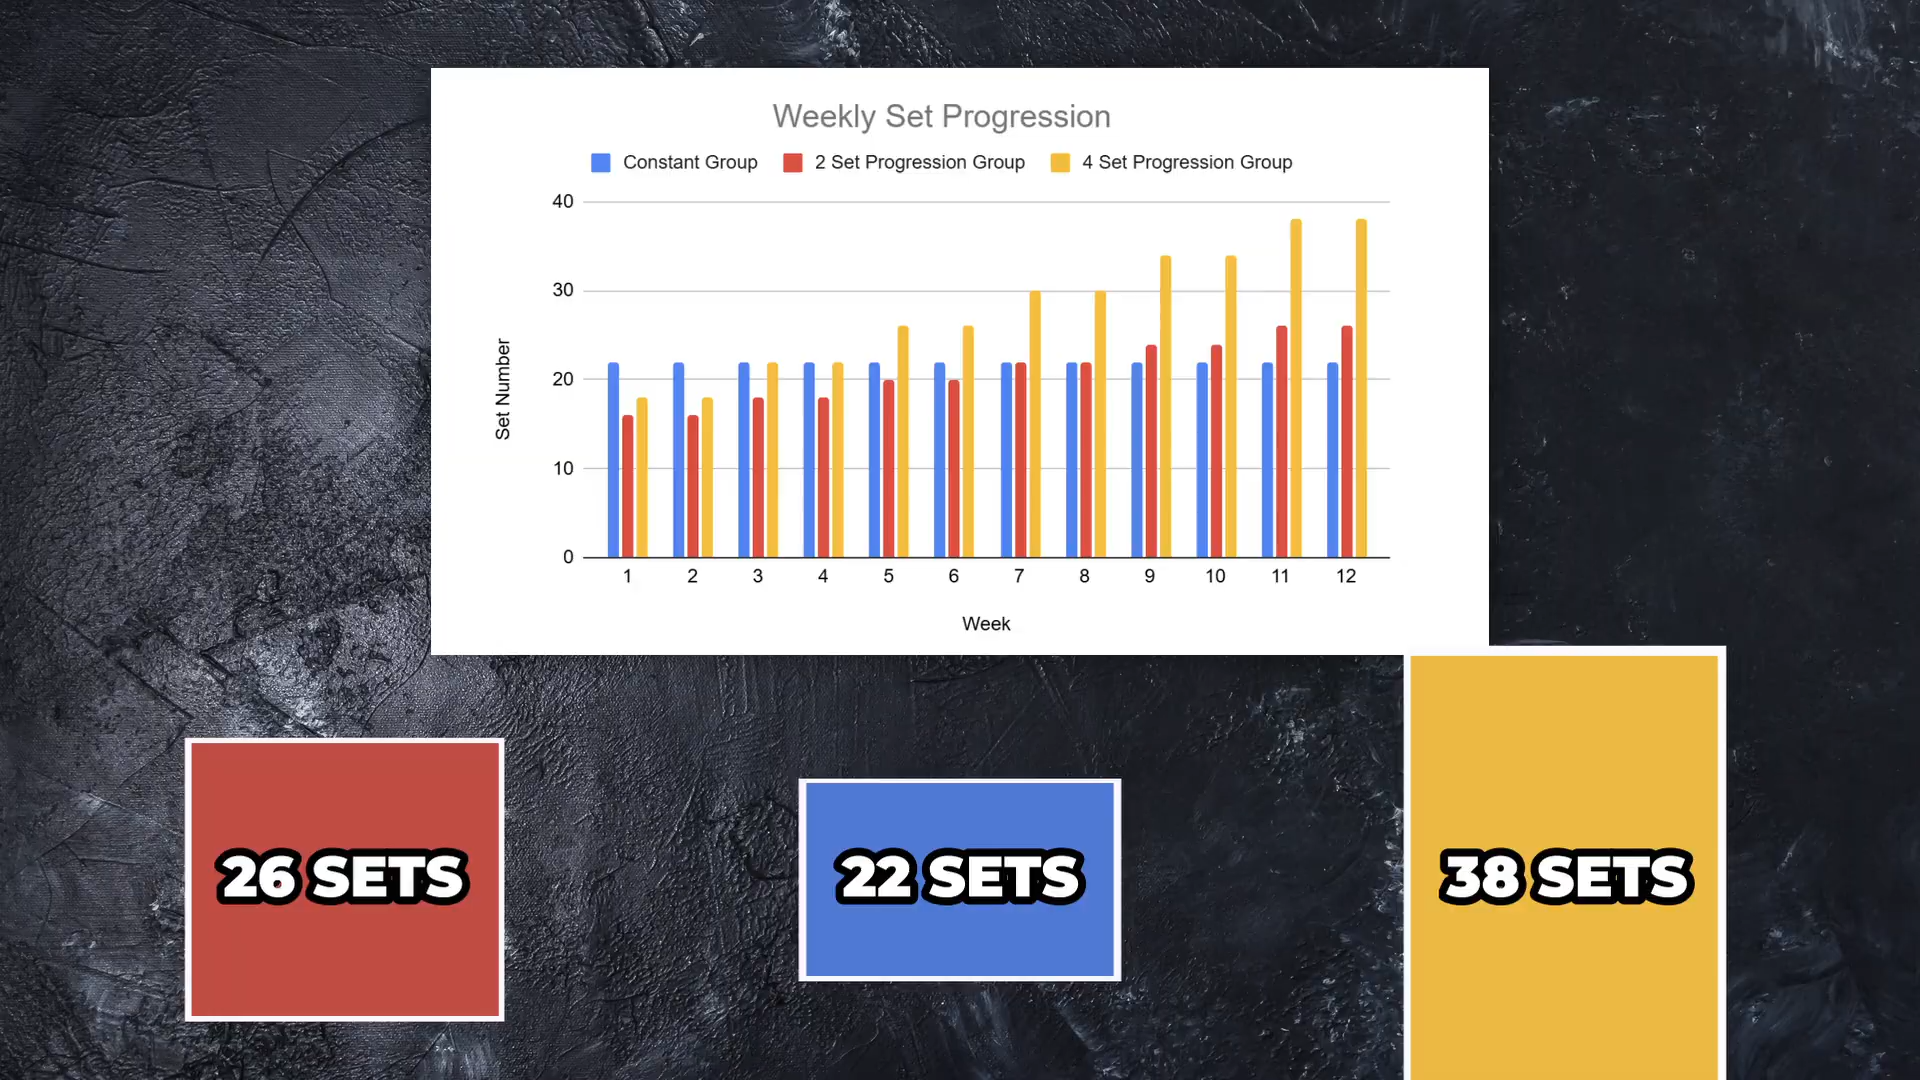 Weekly Set Progression
Constant Group 2 Set Progression Group 4 Set Progression Group
40
30
20
10
0
Set Number
1 2 3 4 5 6 7 8 9 10 11 12
Week
26 SETS
22 SETS
38 SETS